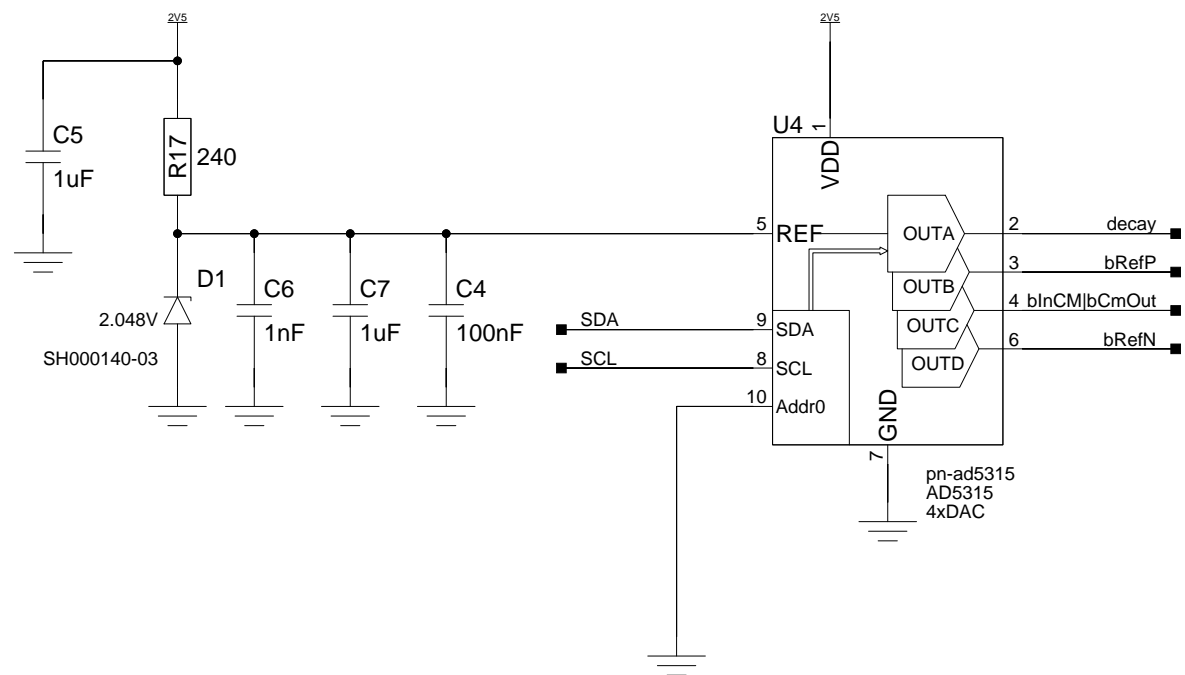 2V5
2V5
C5
1uF
R17
240
U4
1
VDD
5
REF
OUTA
2
decay
OUTB
3
bRefP
OUTC
4
bInCM|bCmOut
OUTD
6
bRefN
D1
2.048V
SH000140-03
C6
1nF
C7
1uF
C4
100nF
SDA
9
SDA
SCL
8
SCL
10
Addr0
GND
7
pn-ad5315
AD5315
4xDAC